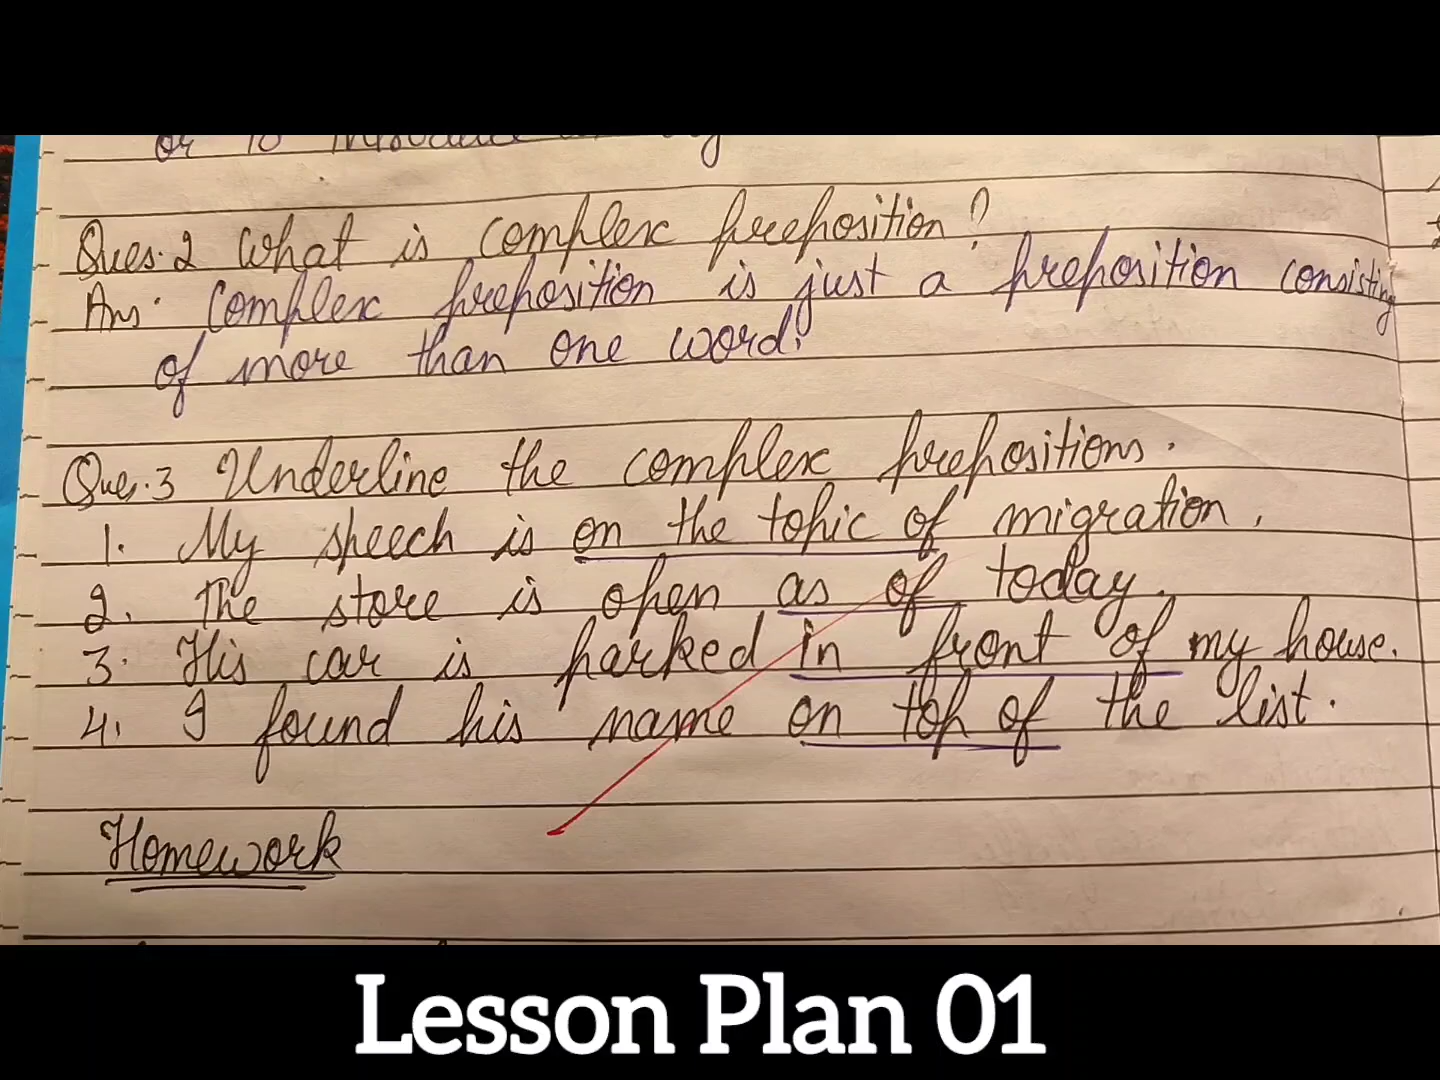 or to introduce
Ques.2 What is complex preposition?
Ans. Complex preposition is just a preposition consisting
of more than one word.
Que.3 Underline the complex prepositions.
1. My speech is on the topic of migration.
2. The store is open as of today.
3. His car is parked in front of my house.
4. I found his name on top of the list.
Homework
Lesson Plan 01